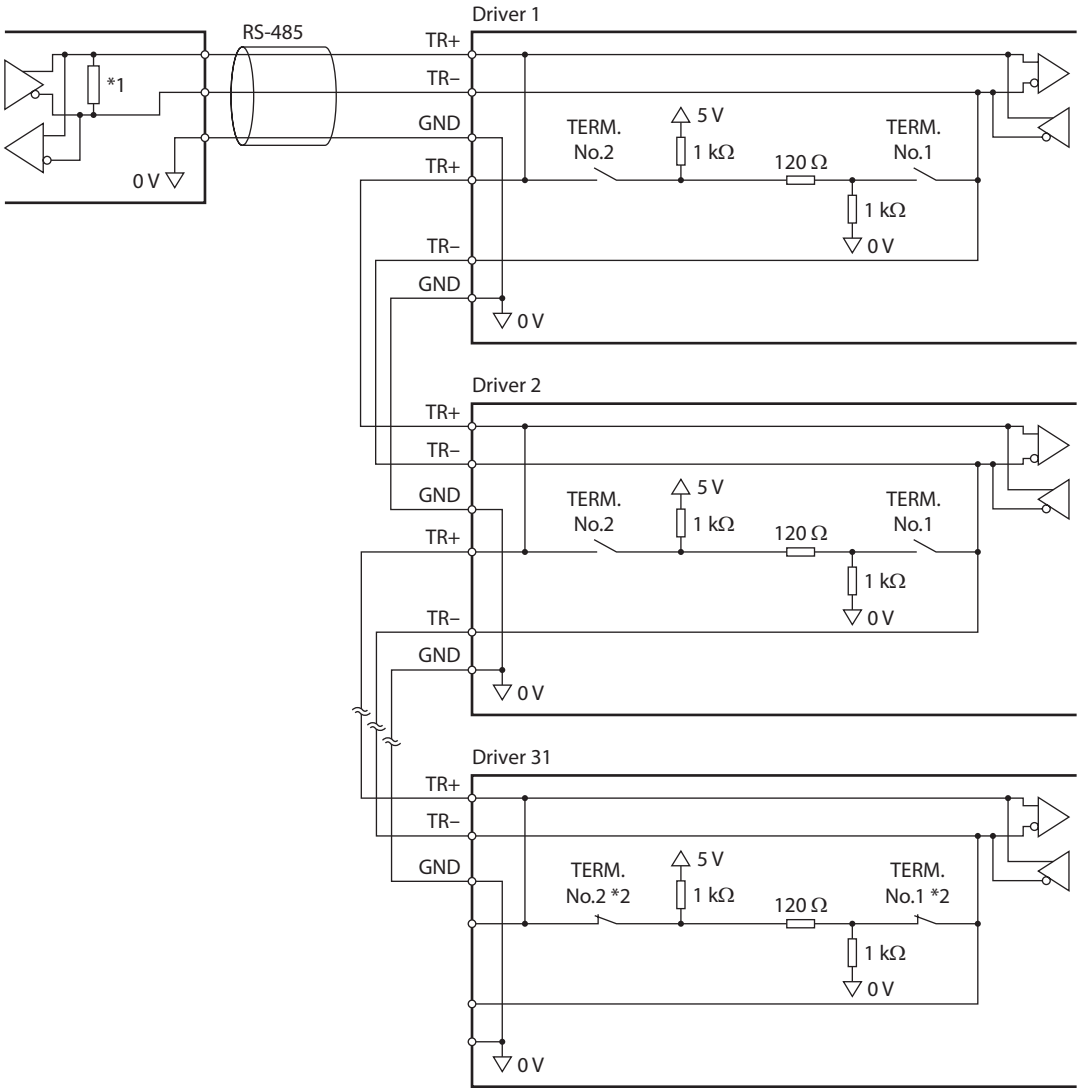 Driver 1
RS-485
TR+
*1
TR–
GND
0 V
TERM.
No.2
5 V
1 kΩ
120 Ω
TERM.
No.1
TR+
1 kΩ
0 V
TR–
GND
0 V
Driver 2
TR+
TR–
GND
TERM.
No.2
5 V
1 kΩ
120 Ω
TERM.
No.1
TR+
1 kΩ
0 V
TR–
GND
0 V
Driver 31
TR+
TR–
GND
TERM.
No.2 *2
5 V
1 kΩ
120 Ω
TERM.
No.1 *2
1 kΩ
0 V
0 V